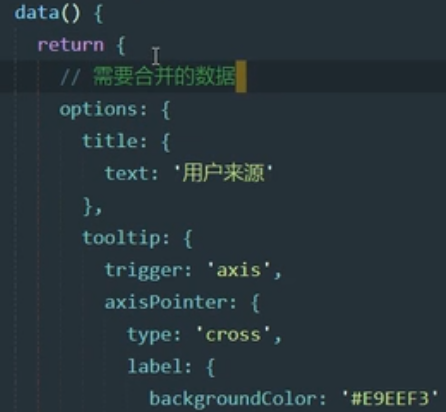 data() {
return {
// 需要合并的数据
options: {
title: {
text: '用户来源'
},
tooltip: {
trigger: 'axis',
axisPointer: {
type: 'cross',
label: {
backgroundColor: '#E9EEF3'